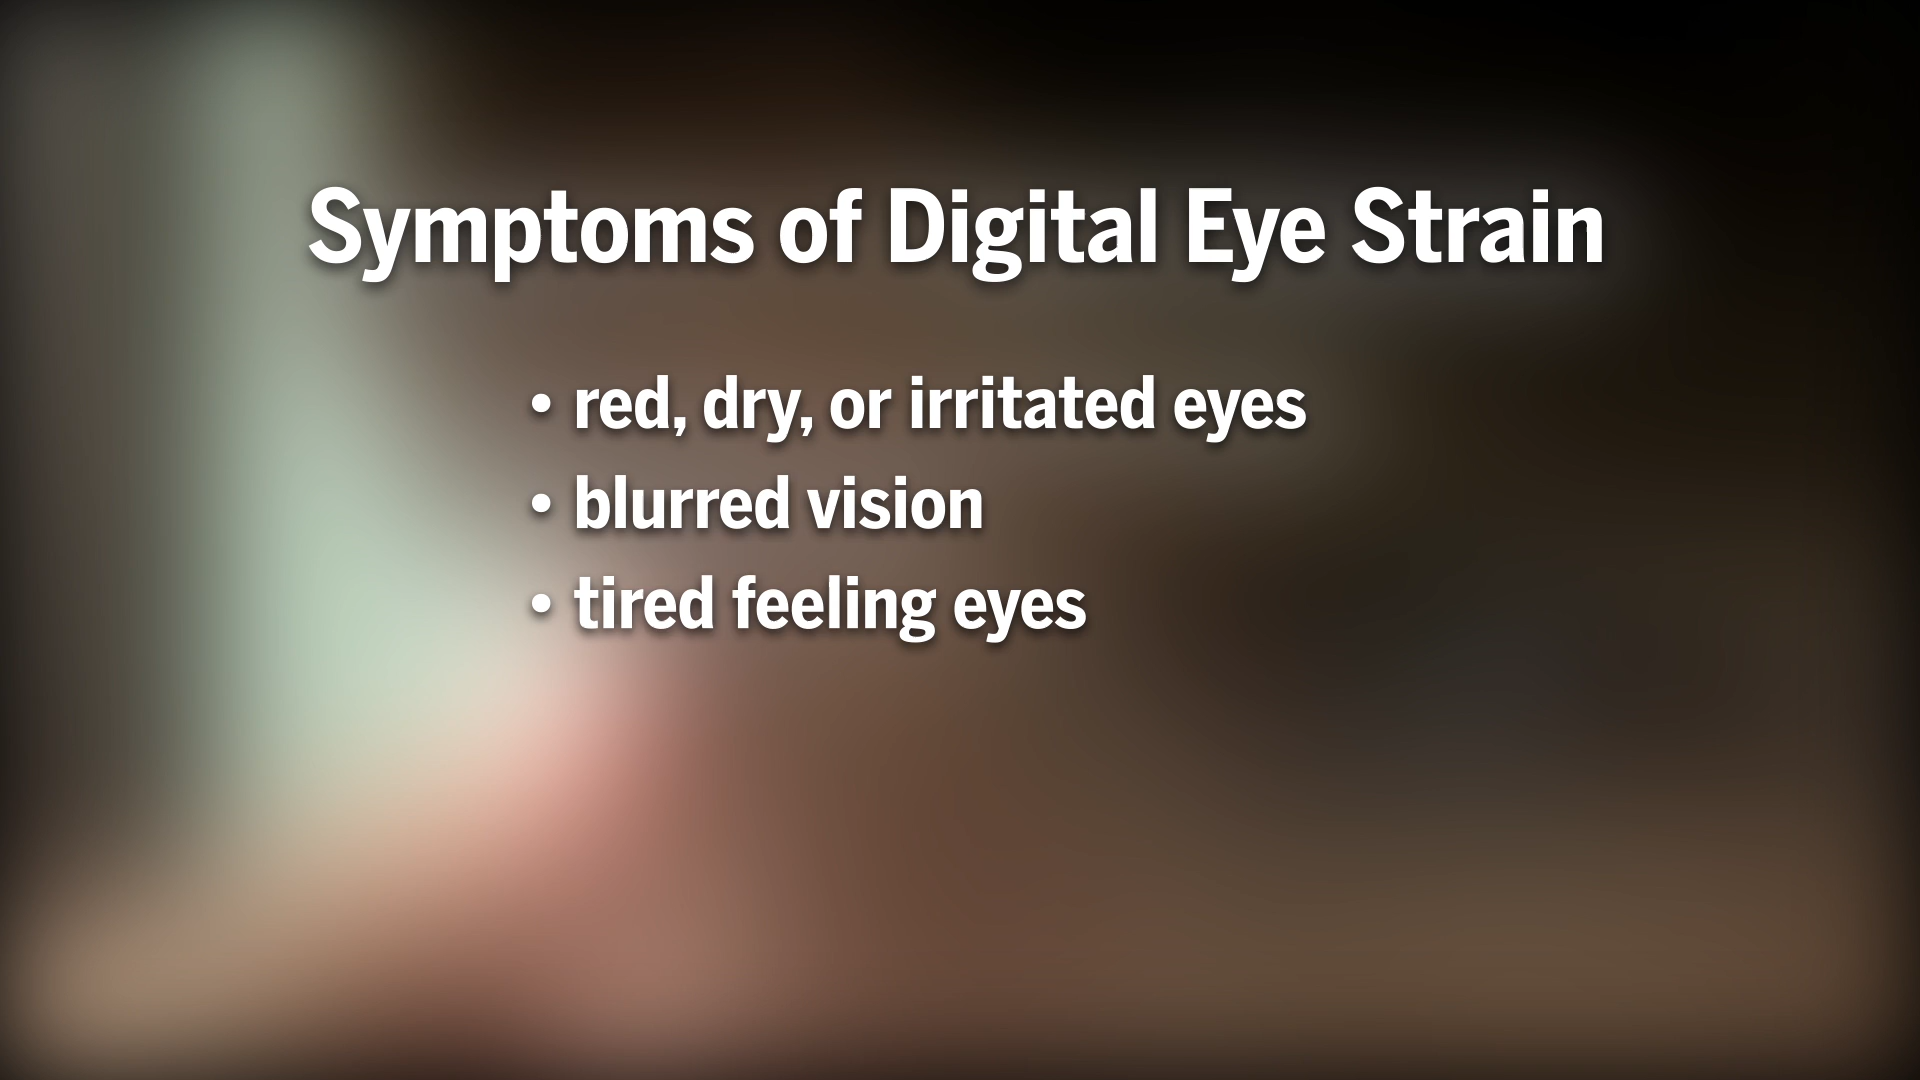 Symptoms of Digital Eye Strain
• red, dry, or irritated eyes
• blurred vision
• tired feeling eyes